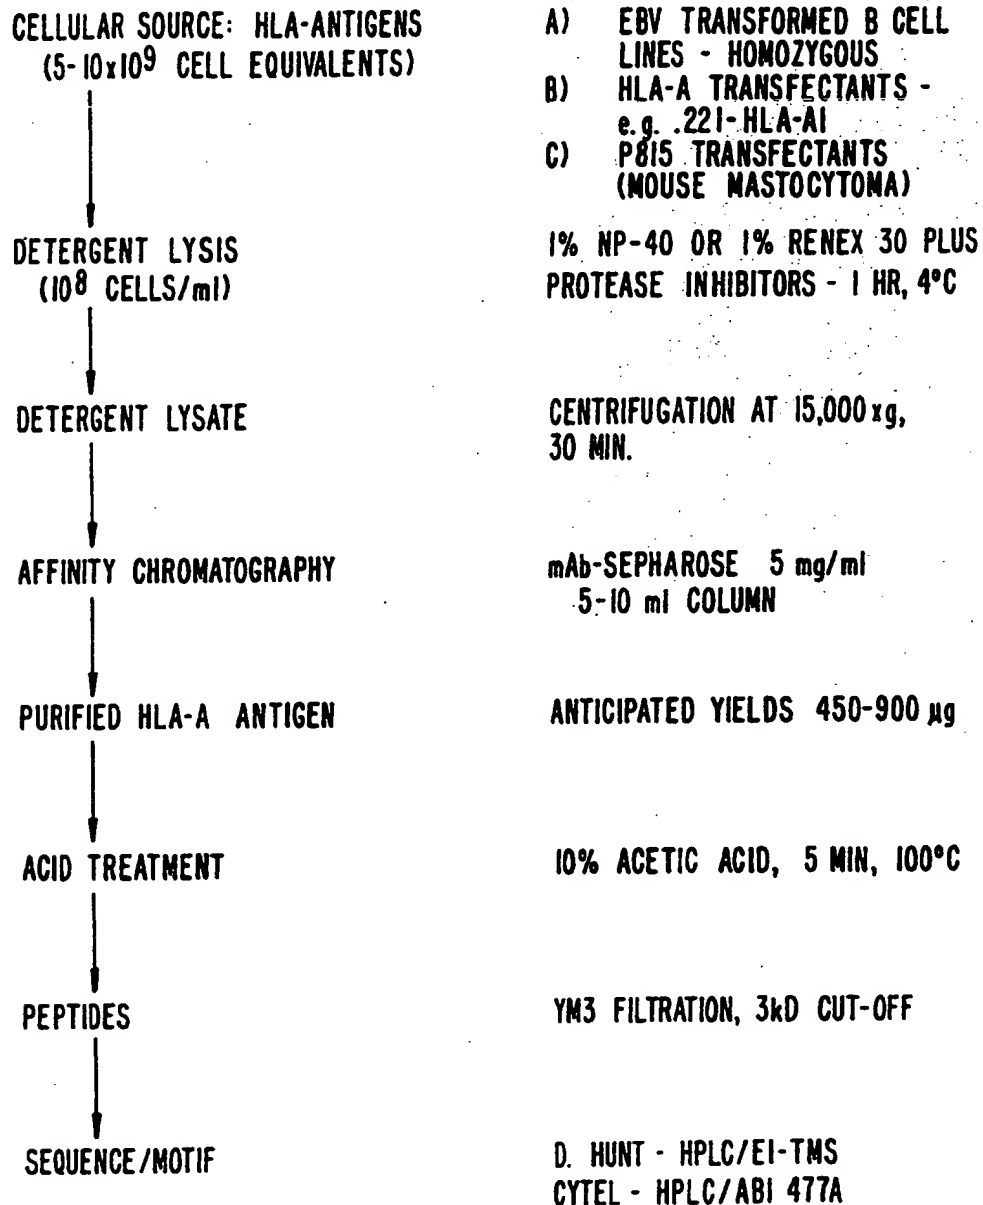 CELLULAR SOURCE: HLA-ANTIGENS
(5-10x10⁹ CELL EQUIVALENTS)
A) EBV TRANSFORMED B CELL
LINES - HOMOZYGOUS
B) HLA-A TRANSFECTANTS -
e.g. .221-HLA-A1
C) P815 TRANSFECTANTS
(MOUSE MASTOCYTOMA)
DETERGENT LYSIS
(10⁸ CELLS/ml)
1% NP-40 OR 1% RENEX 30 PLUS
PROTEASE INHIBITORS - 1 HR, 4°C
DETERGENT LYSATE
CENTRIFUGATION AT 15,000xg,
30 MIN.
AFFINITY CHROMATOGRAPHY
mAb-SEPHAROSE 5 mg/ml
5-10 ml COLUMN
PURIFIED HLA-A ANTIGEN
ANTICIPATED YIELDS 450-900 µg
ACID TREATMENT
10% ACETIC ACID, 5 MIN, 100°C
PEPTIDES
YM3 FILTRATION, 3kD CUT-OFF
SEQUENCE/MOTIF
D. HUNT - HPLC/EI-TMS
CYTEL - HPLC/ABI 477A